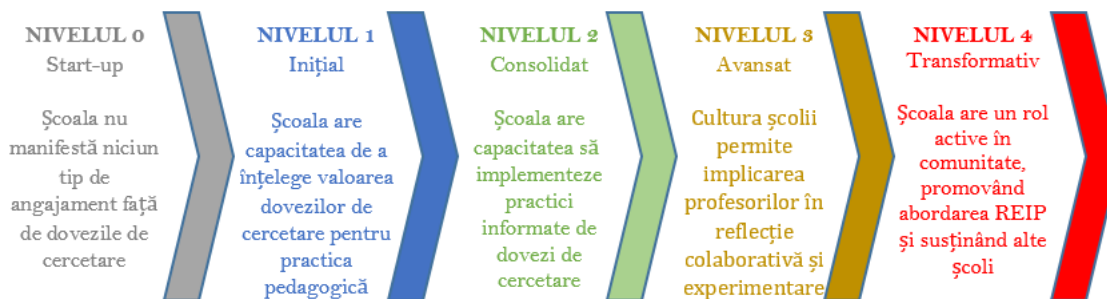 NIVELUL 0
Start-up
Școala nu
manifestă niciun
tip de
angajament față
de dovezile de
cercetare
NIVELUL 1
Inițial
Școala are
capacitatea de a
înțelege valoarea
dovezilor de
cercetare pentru
practica
pedagogică
NIVELUL 2
Consolidat
Școala are
capacitatea să
implementeze
practici
informate de
dovezi de
cercetare
NIVELUL 3
Avansat
Cultura școlii
permite
implicarea
profesorilor în
reflecție
colaborativă și
experimentare
NIVELUL 4
Transformativ
Școala are un rol
active în
comunitate,
promovând
abordarea REIP
și susținând alte
școli